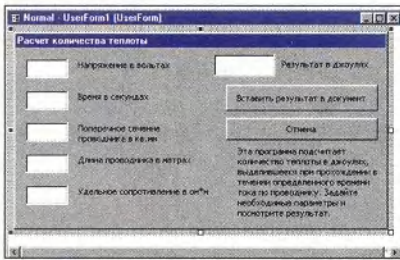 Normal - UserForm1 (UserForm)
Расчет количества теплоты
Напряжение в вольтах
Результат в джоулях
Время в секундах
Вставить результат в документ
Поперечное сечение
проводника в кв.мм
Отмена
Длина проводника в метрах
Удельное сопротивление в ом*м
Эта программа подсчитает
количество теплоты в джоулях,
выделившееся при прохождении в
течении определенного времени
тока по проводнику. Задайте
необходимые параметры и
посмотрите результат.